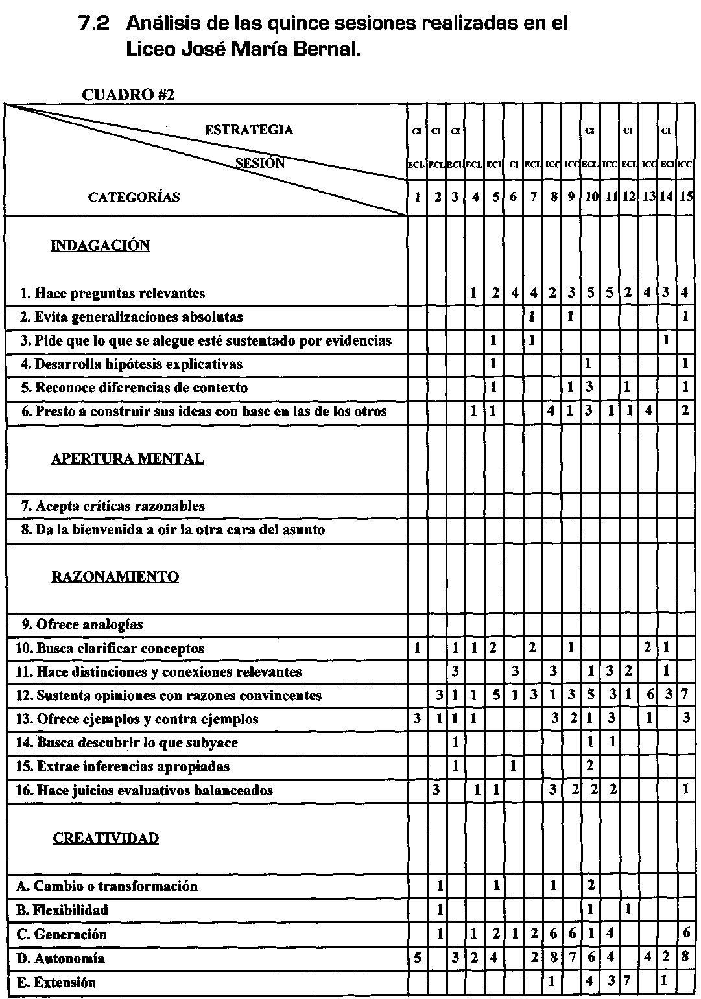 7.2 Análisis de las quince sesiones realizadas en el
Liceo José María Bernal.
CUADRO #2
ESTRATEGIA CI CI CI CI CI CI
SESIÓN ECL ECL ECL ECL ECL CI ECL ICC ICC ECL ICC ECL ICC ECL ICC
CATEGORÍAS 1 2 3 4 5 6 7 8 9 10 11 12 13 14 15
INDAGACIÓN
1. Hace preguntas relevantes 1 2 4 4 2 3 5 5 2 4 3 4
2. Evita generalizaciones absolutas 1 1 1
3. Pide que lo que se alegue esté sustentado por evidencias 1 1 1
4. Desarrolla hipótesis explicativas 1 1 1
5. Reconoce diferencias de contexto 1 1 3 1 1
6. Presto a construir sus ideas con base en las de los otros 1 1 4 1 3 1 1 4 2
APERTURA MENTAL
7. Acepta críticas razonables
8. Da la bienvenida a oir la otra cara del asunto
RAZONAMIENTO
9. Ofrece analogías
10. Busca clarificar conceptos 1 1 1 2 2 1 2 1
11. Hace distinciones y conexiones relevantes 3 3 3 1 3 2 1
12. Sustenta opiniones con razones convincentes 3 1 1 5 1 3 1 3 5 3 1 6 3 7
13. Ofrece ejemplos y contra ejemplos 3 1 1 1 3 2 1 3 1 3
14. Busca descubrir lo que subyace 1 1 1
15. Extrae inferencias apropiadas 1 1 2
16. Hace juicios evaluativos balanceados 3 1 1 3 2 2 2 1
CREATIVIDAD
A. Cambio o transformación 1 1 1 2
B. Flexibilidad 1 1 1
C. Generación 1 1 2 1 2 6 6 1 4 6
D. Autonomía 5 3 2 4 2 8 7 6 4 4 2 8
E. Extensión 1 4 3 7 1